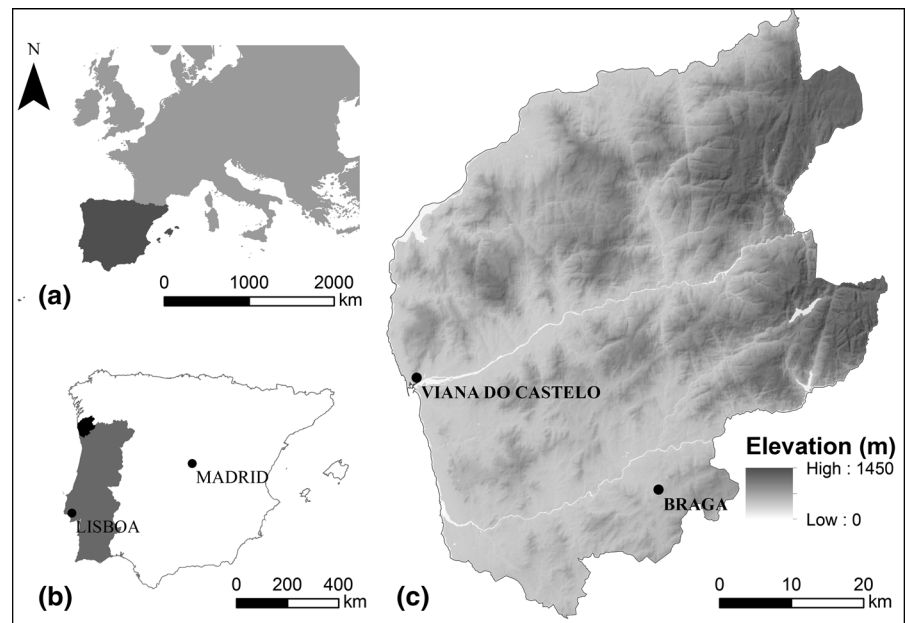 N
0 1000 2000
km
(a)
MADRID
LISBOA
0 200 400
km
(b)
VIANA DO CASTELO
BRAGA
Elevation (m)
High : 1450
Low : 0
0 10 20
km
(c)